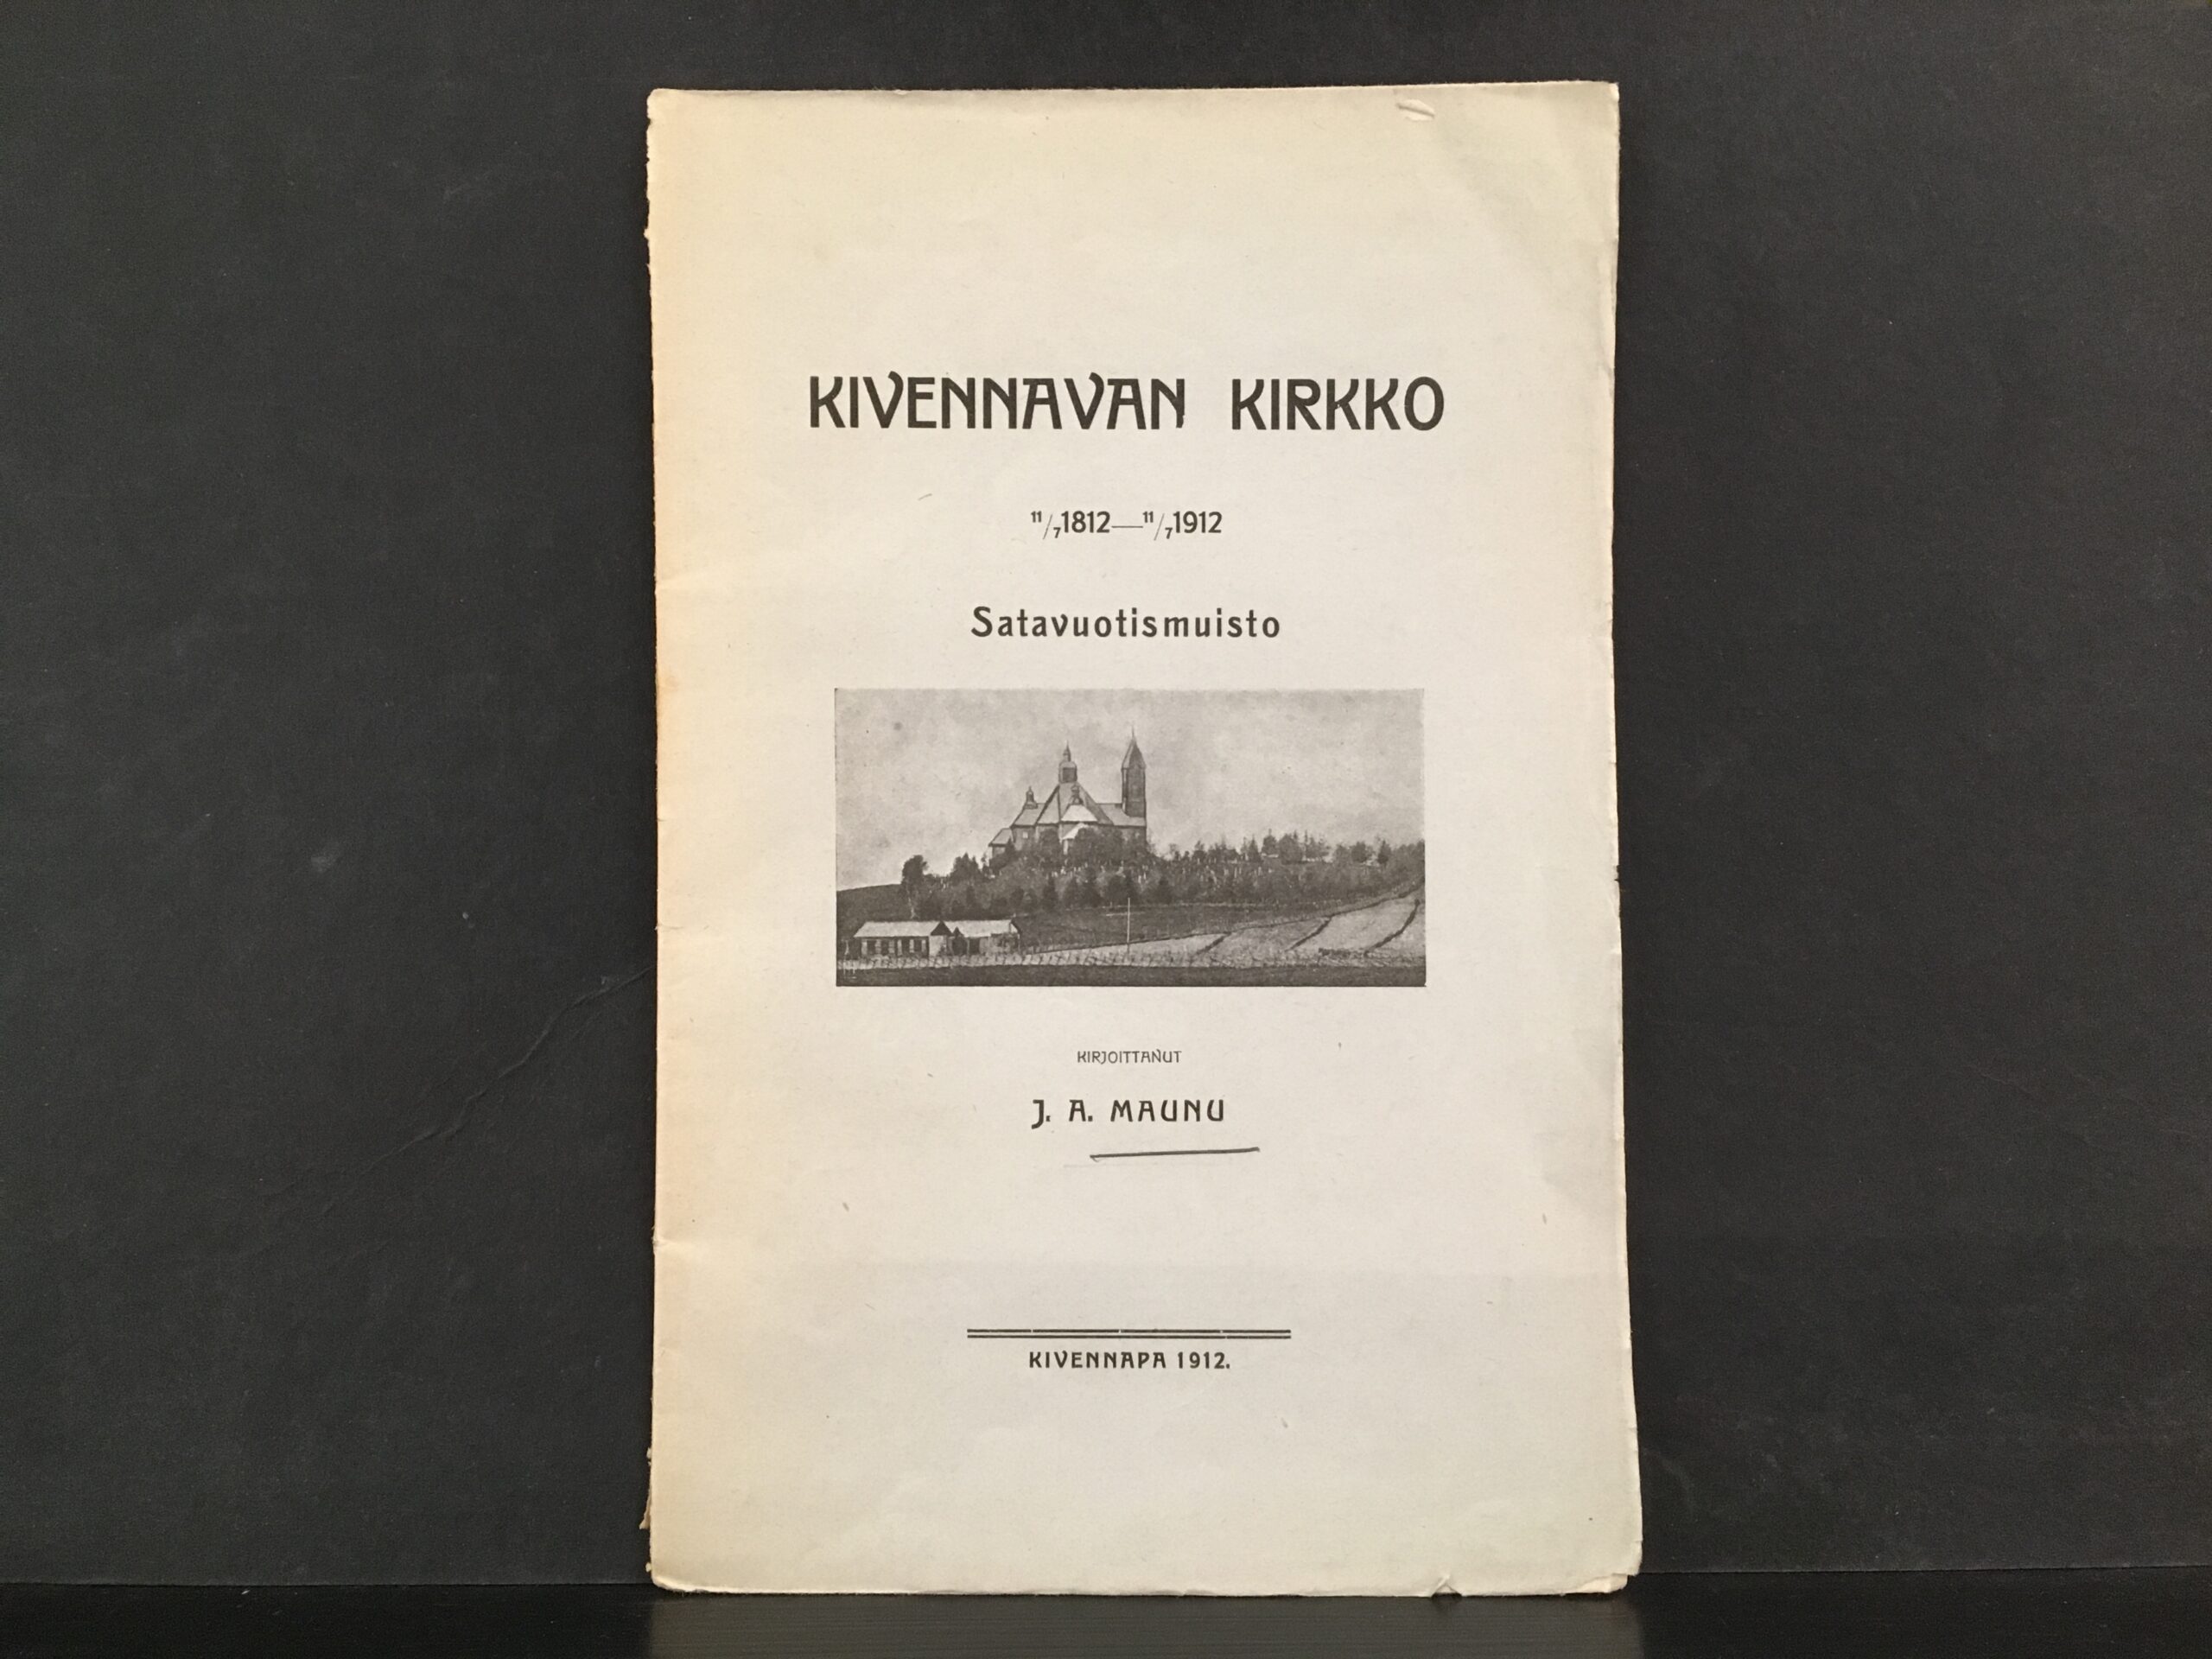 KIVENNAVAN KIRKKO
11/7 1812—11/7 1912
Satavuotismuisto
KIRJOITTANUT
J. A. MAUNU
KIVENNAPA 1912.